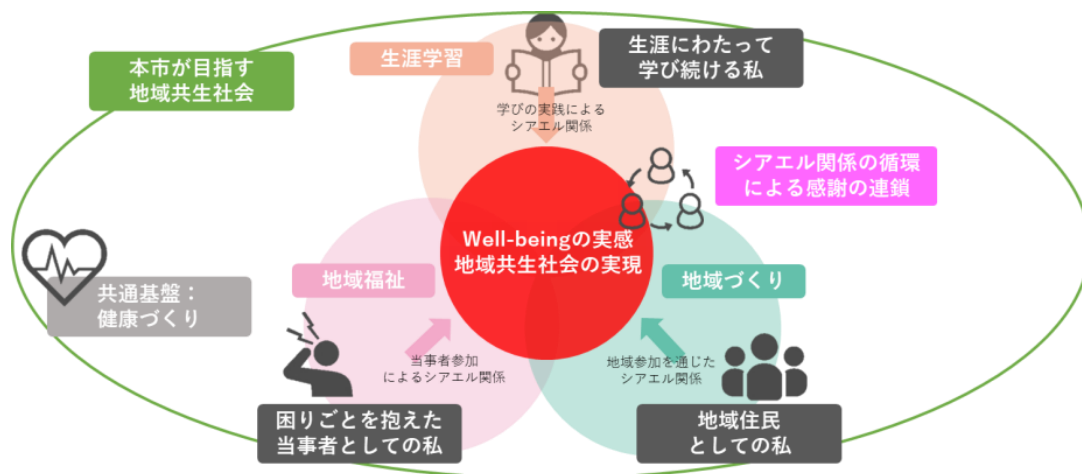 本市が目指す
地域共生社会
生涯学習
生涯にわたって
学び続ける私
学びの実践による
シアエル関係
シアエル関係の循環
による感謝の連鎖
Well-beingの実感
地域共生社会の実現
地域福祉
地域づくり
共通基盤：
健康づくり
当事者参加
によるシアエル関係
地域参加を通じた
シアエル関係
困りごとを抱えた
当事者としての私
地域住民
としての私